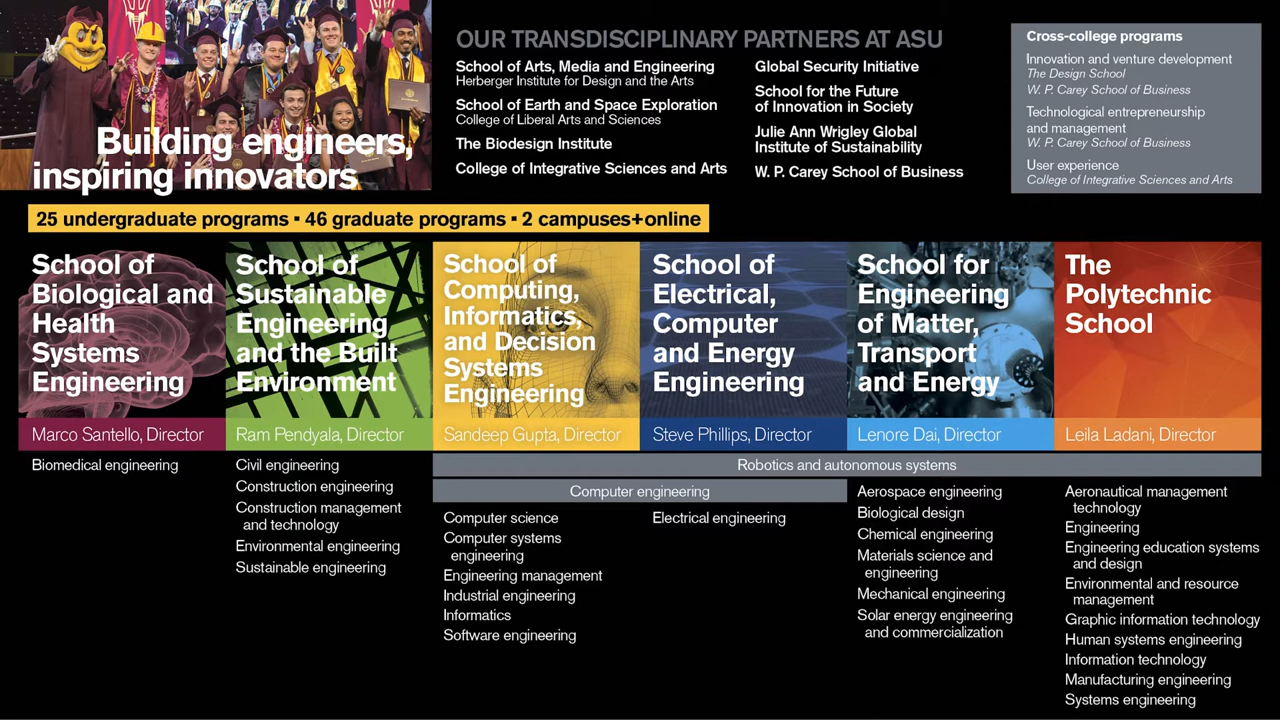 Building engineers,
inspiring innovators
OUR TRANSDISCIPLINARY PARTNERS AT ASU
School of Arts, Media and Engineering
Herberger Institute for Design and the Arts
School of Earth and Space Exploration
College of Liberal Arts and Sciences
The Biodesign Institute
College of Integrative Sciences and Arts
Global Security Initiative
School for the Future
of Innovation in Society
Julie Ann Wrigley Global
Institute of Sustainability
W. P. Carey School of Business
Cross-college programs
Innovation and venture development
The Design School
W. P. Carey School of Business
Technological entrepreneurship
and management
W. P. Carey School of Business
User experience
College of Integrative Sciences and Arts
25 undergraduate programs ▪ 46 graduate programs ▪ 2 campuses+online
School of
Biological and
Health
Systems
Engineering
Marco Santello, Director
Biomedical engineering
School of
Sustainable
Engineering
and the Built
Environment
Ram Pendyala, Director
Civil engineering
Construction engineering
Construction management
and technology
Environmental engineering
Sustainable engineering
School of
Computing,
Informatics,
and Decision
Systems
Engineering
Sandeep Gupta, Director
School of
Electrical,
Computer
and Energy
Engineering
Steve Phillips, Director
School for
Engineering
of Matter,
Transport
and Energy
Lenore Dai, Director
The
Polytechnic
School
Leila Ladani, Director
Robotics and autonomous systems
Computer engineering
Computer science
Computer systems
engineering
Engineering management
Industrial engineering
Informatics
Software engineering
Electrical engineering
Aerospace engineering
Biological design
Chemical engineering
Materials science and
engineering
Mechanical engineering
Solar energy engineering
and commercialization
Aeronautical management
technology
Engineering
Engineering education systems
and design
Environmental and resource
management
Graphic information technology
Human systems engineering
Information technology
Manufacturing engineering
Systems engineering